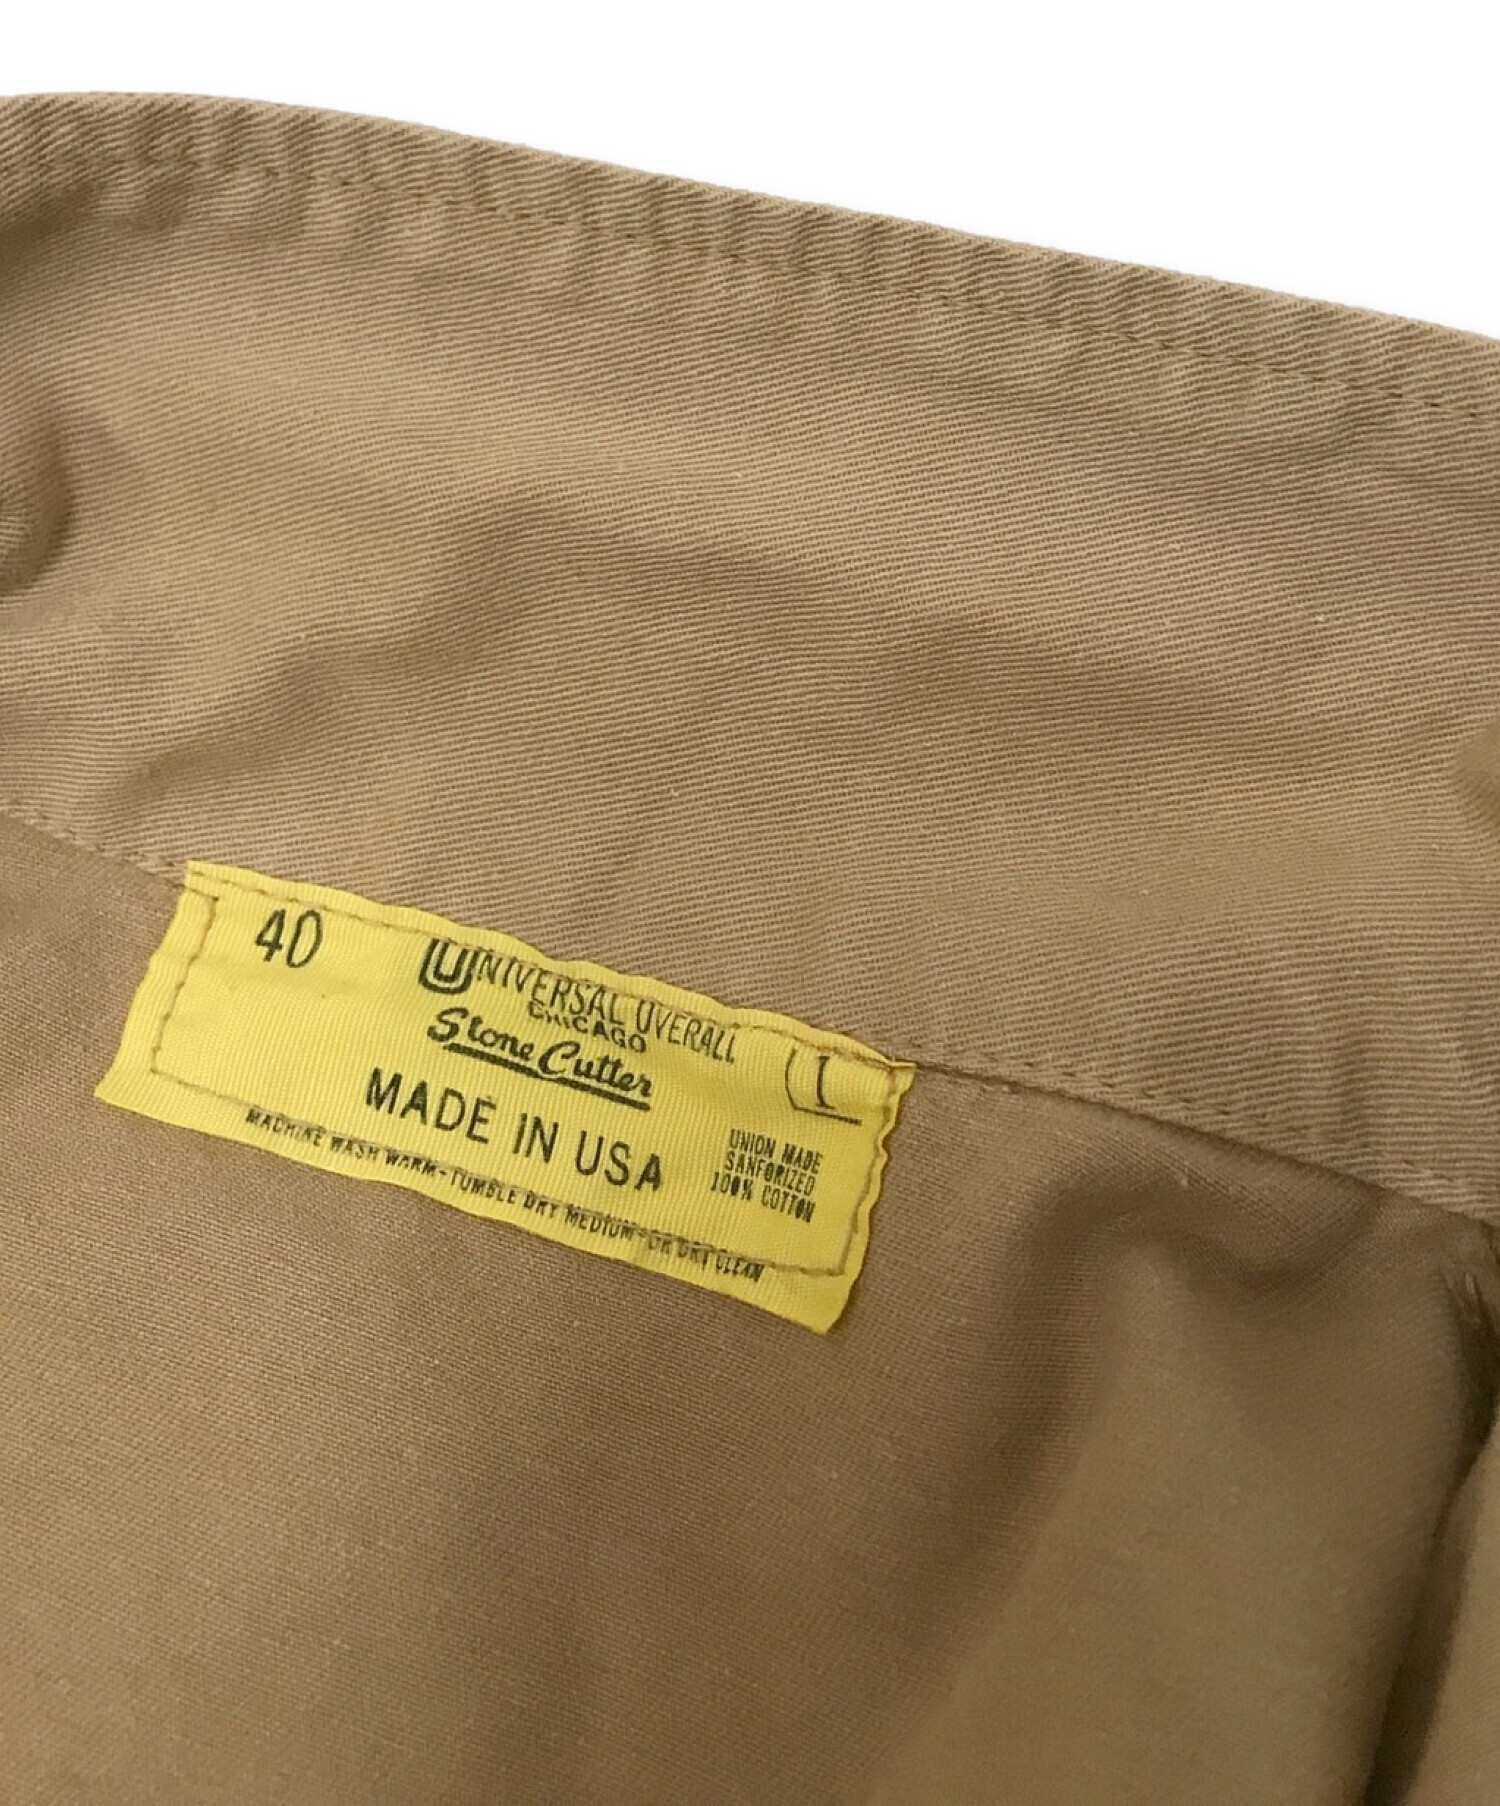 40
UNIVERSAL OVERALL
CHICAGO
Stone Cutter
MADE IN USA
L
UNION MADE
SANFORIZED
100% COTTON
MACHINE WASH WARM-TUMBLE DRY MEDIUM-OR DRY CLEAN